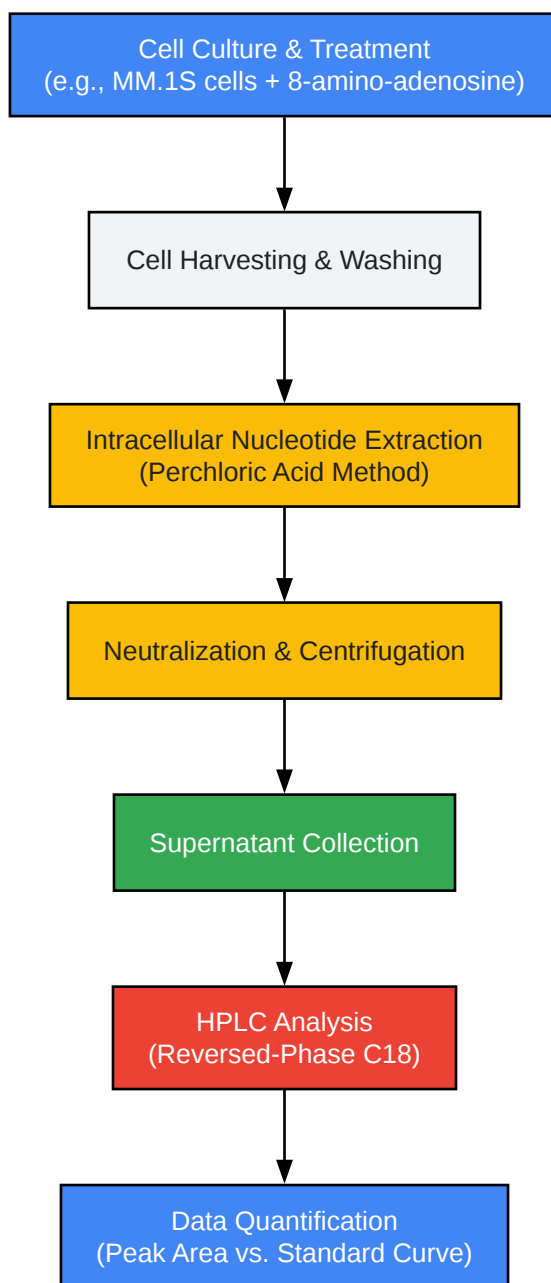 Cell Culture & Treatment
(e.g., MM.1S cells + 8-amino-adenosine)
Cell Harvesting & Washing
Intracellular Nucleotide Extraction
(Perchloric Acid Method)
Neutralization & Centrifugation
Supernatant Collection
HPLC Analysis
(Reversed-Phase C18)
Data Quantification
(Peak Area vs. Standard Curve)